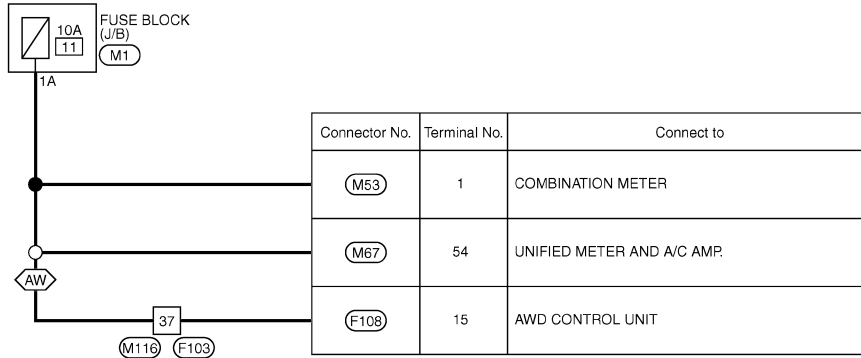 10A
11
FUSE BLOCK
(J/B)
M1
1A
Connector No. Terminal No. Connect to
M53 1 COMBINATION METER
M67 54 UNIFIED METER AND A/C AMP.
AW
37
F108 15 AWD CONTROL UNIT
M116 F103